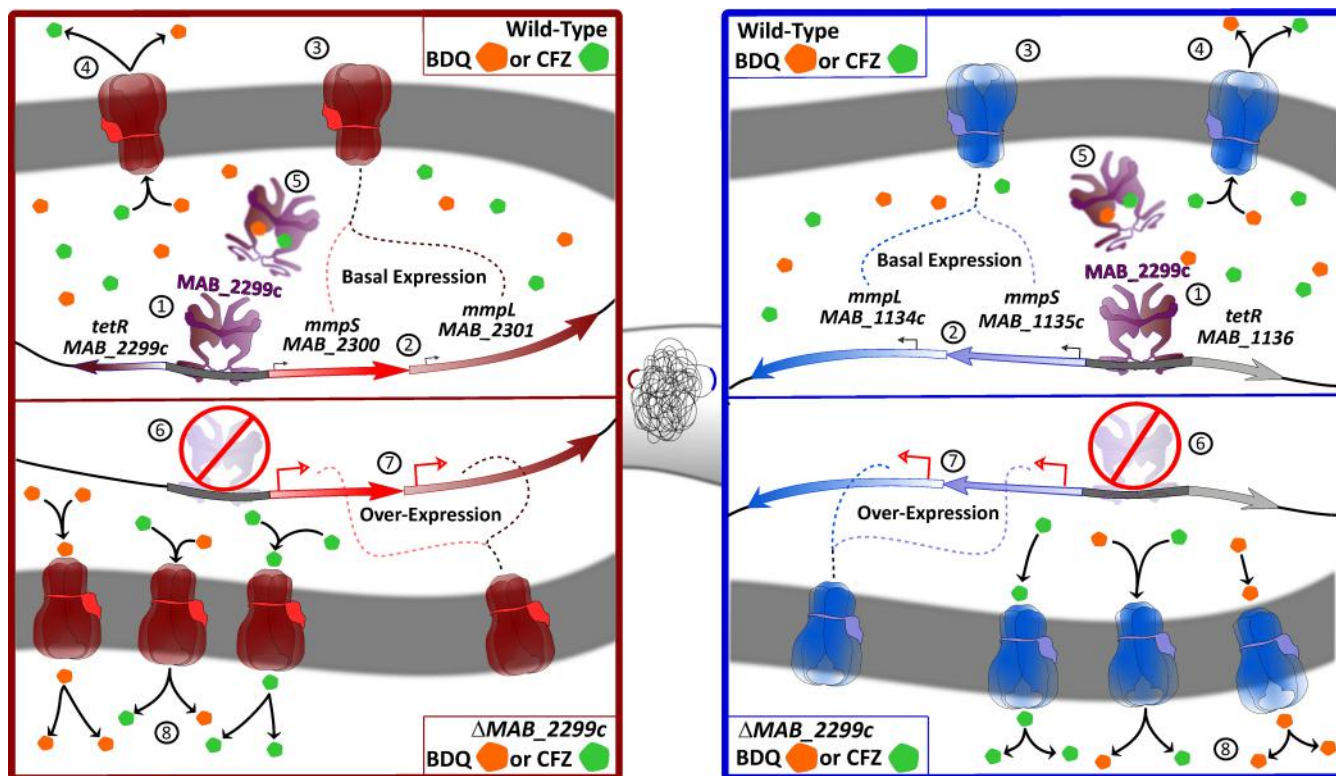 Wild-Type
BDQ or CFZ
④
③
⑤
MAB_2299c
Basal Expression
①
tetR
MAB_2299c
mmpS
MAB_2300
②
mmpL
MAB_2301
⑥
⑦
Over-Expression
⑧
ΔMAB_2299c
BDQ or CFZ
Wild-Type
BDQ or CFZ
③
④
⑤
Basal Expression
MAB_2299c
①
mmpL
MAB_1134c
②
mmpS
MAB_1135c
tetR
MAB_1136
⑥
⑦
Over-Expression
⑧
ΔMAB_2299c
BDQ or CFZ